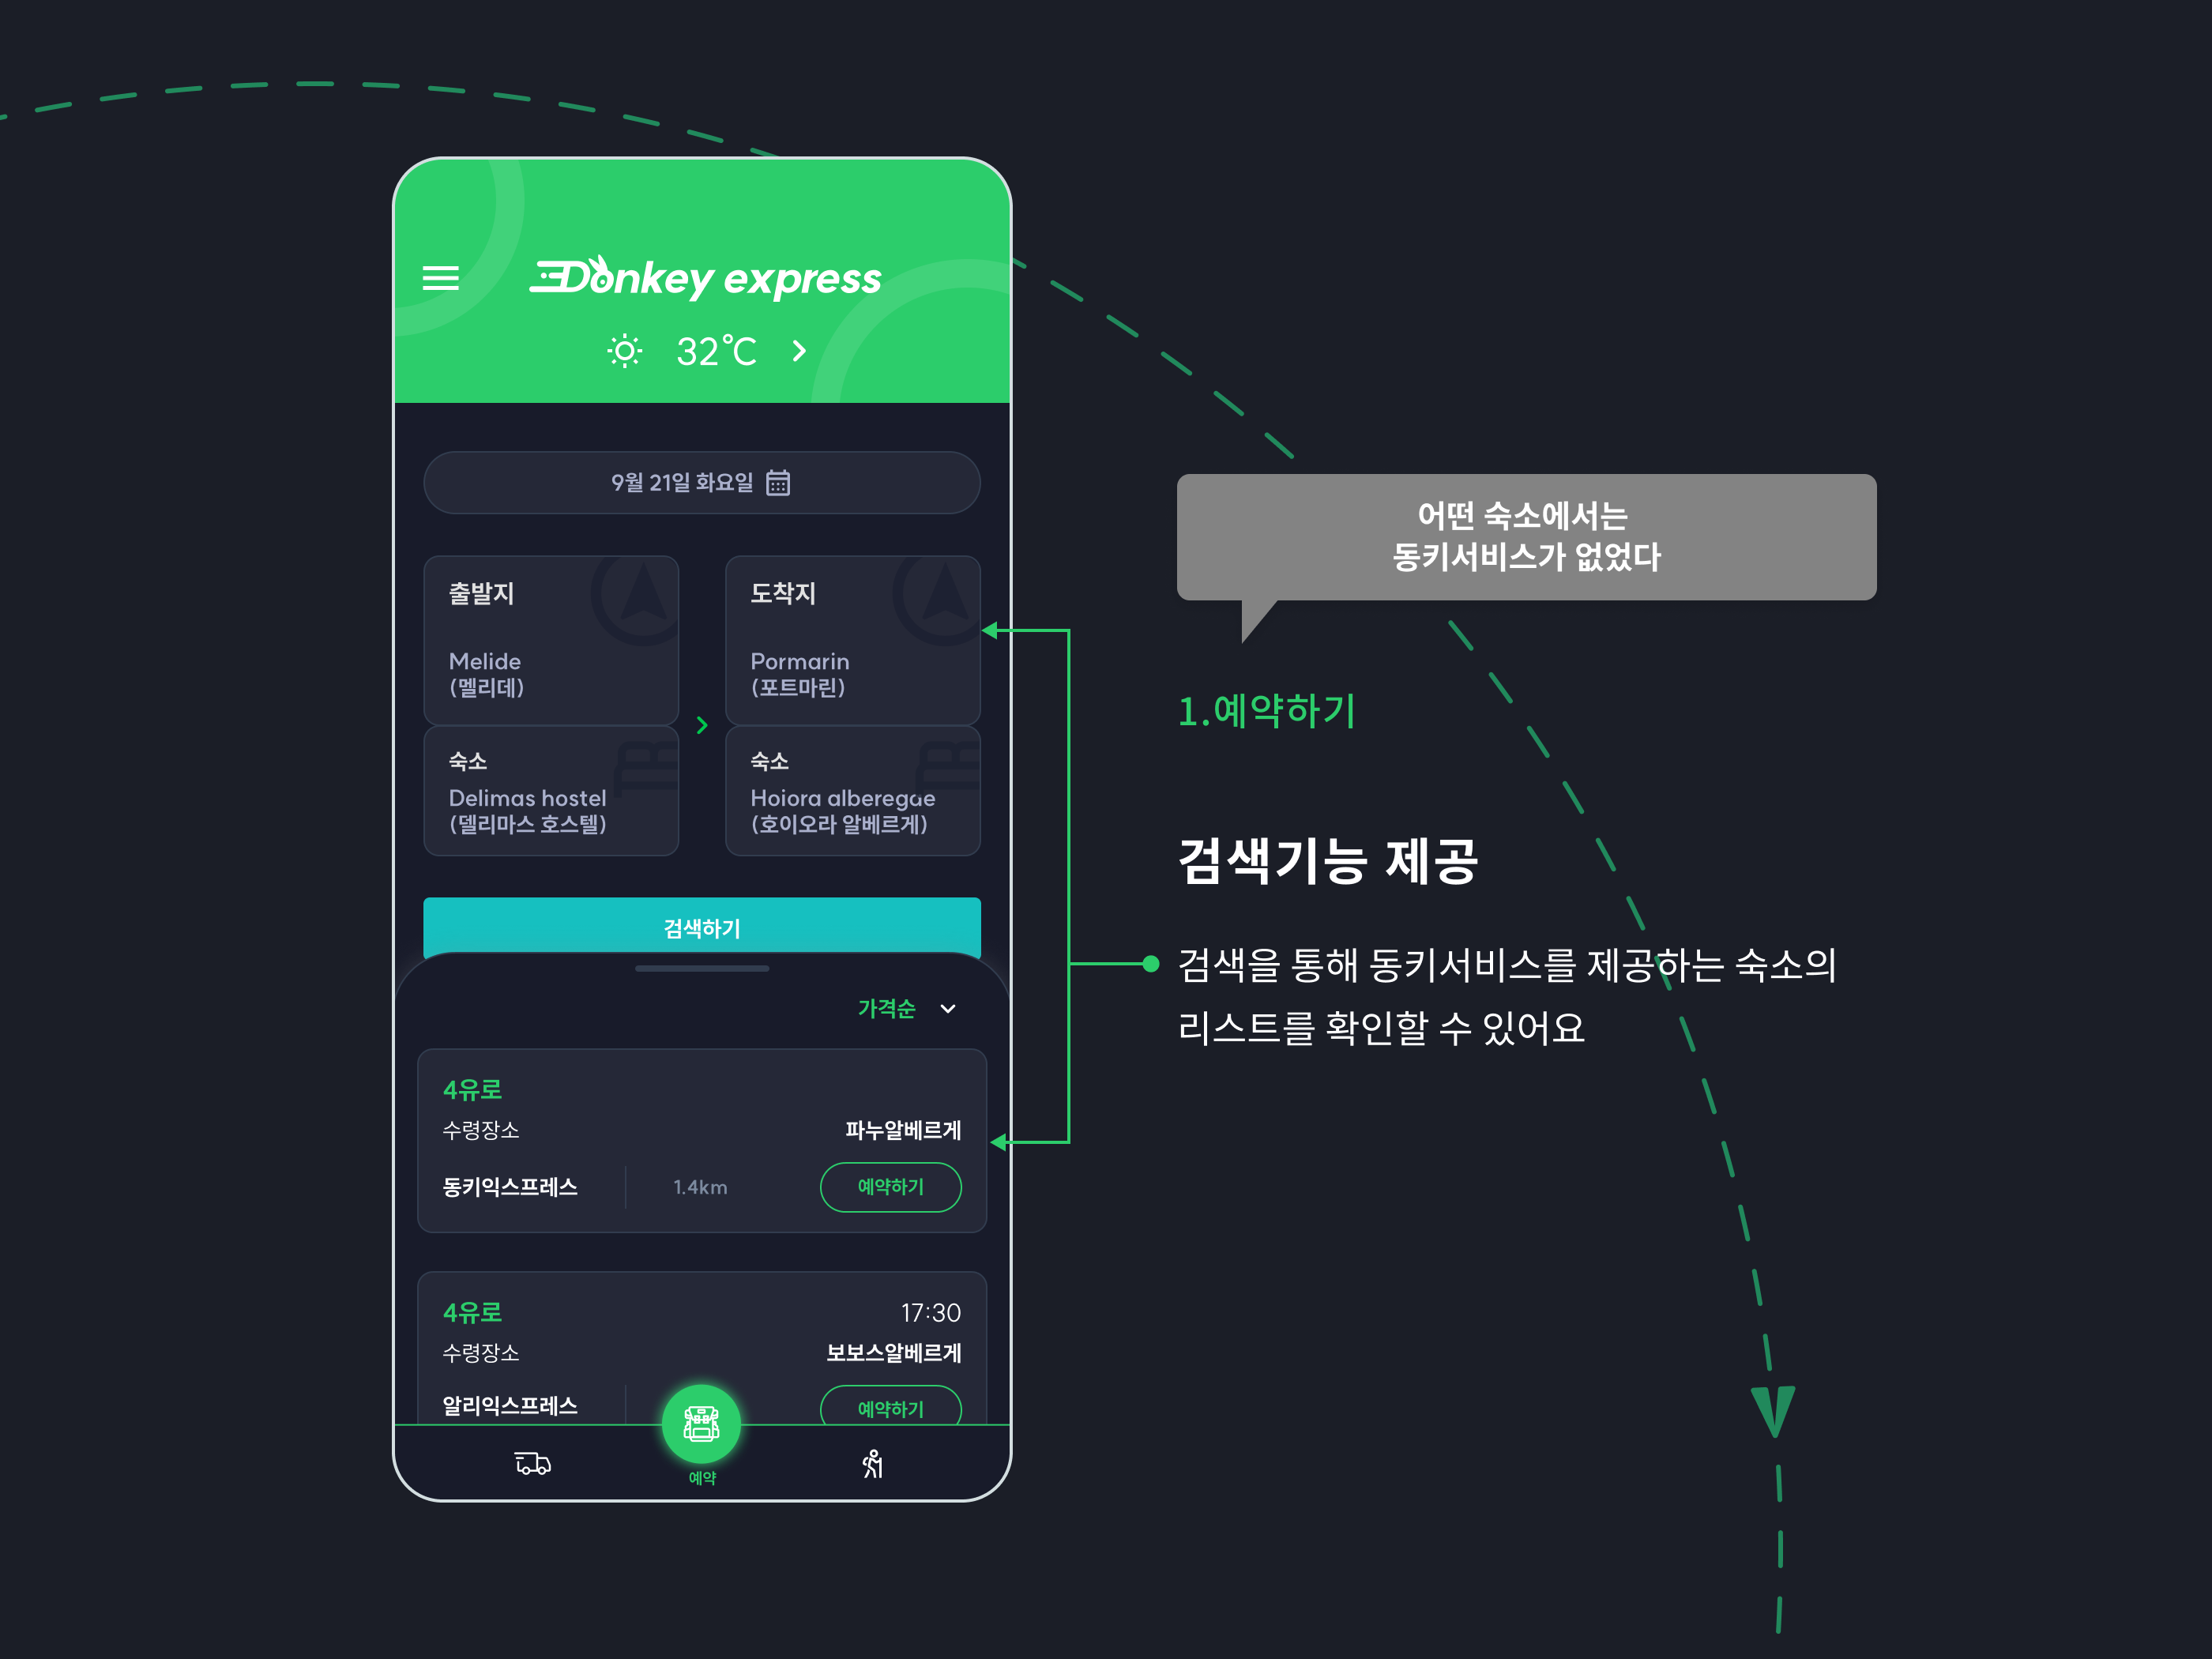 Donkey express
32°C
9월 21일 화요일
출발지
Melide
(멜리데)
숙소
Delimas hostel
(델리마스 호스텔)
도착지
Pormarin
(포트마린)
숙소
Hoiora alberegae
(호이오라 알베르게)
검색하기
가격순
4유로
수령장소 파누알베르게
동키익스프레스 1.4km 예약하기
4유로 17:30
수령장소 보보스알베르게
알리익스프레스 예약하기
예약
어떤 숙소에서는
동키서비스가 없었다
1.예약하기
검색기능 제공
검색을 통해 동키서비스를 제공하는 숙소의
리스트를 확인할 수 있어요